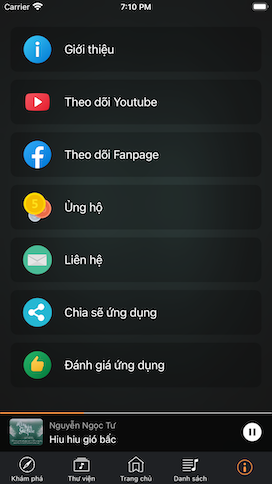 Carrier 7:10 PM
Giới thiệu
Theo dõi Youtube
Theo dõi Fanpage
5
Ủng hộ
Liên hệ
Chia sẽ ứng dụng
Đánh giá ứng dụng
Nguyễn Ngọc Tư
Hiu hiu gió bấc
Khám phá Thư viện Trang chủ Danh sách